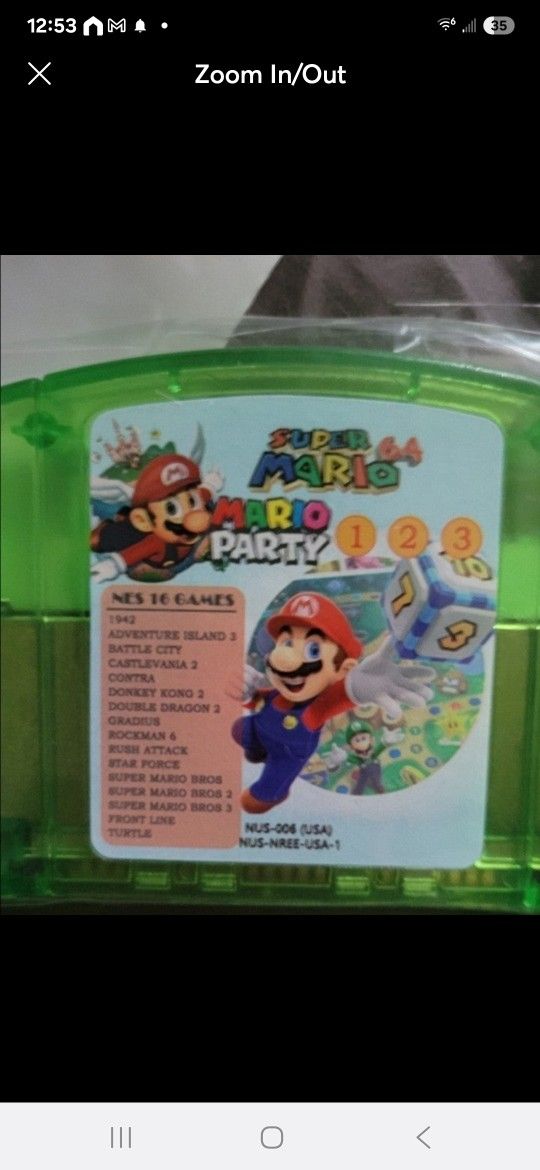 12:53
35
Zoom In/Out
SUPER
MARIO 64
MARIO
PARTY 1 2 3
10
1
3
NES 16 GAMES
1942
ADVENTURE ISLAND 3
BATTLE CITY
CASTLEVANIA 2
CONTRA
DONKEY KONG 2
DOUBLE DRAGON 2
GRADIUS
ROCKMAN 6
RUSH ATTACK
STAR FORCE
SUPER MARIO BROS
SUPER MARIO BROS 2
SUPER MARIO BROS 3
FRONT LINE
TURTLE
NUS-006 (USA)
NUS-NREE-USA-1